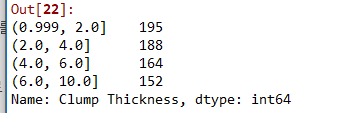 Out[22]:
(0.999, 2.0]    195
(2.0, 4.0]      188
(4.0, 6.0]      164
(6.0, 10.0]     152
Name: Clump Thickness, dtype: int64